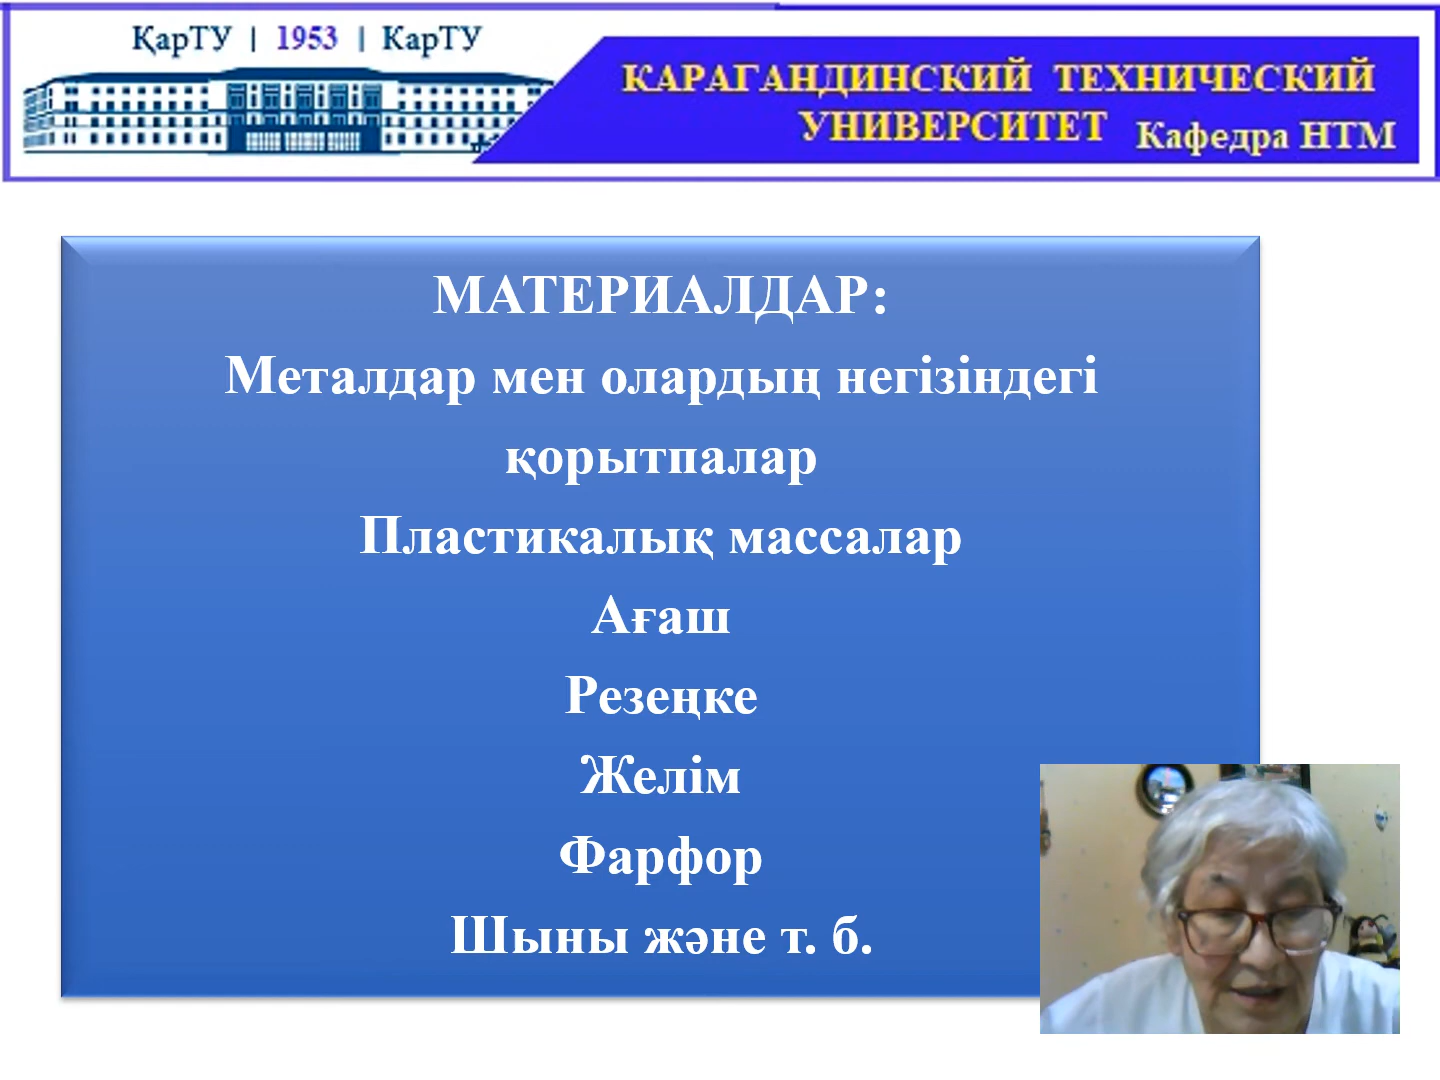 ҚарТУ | 1953 | КарТУ
КАРАГАНДИНСКИЙ ТЕХНИЧЕСКИЙ
УНИВЕРСИТЕТ Кафедра НТМ
МАТЕРИАЛДАР:
Металдар мен олардың негізіндегі
қорытпалар
Пластикалық массалар
Ағаш
Резеңке
Желім
Фарфор
Шыны және т. б.